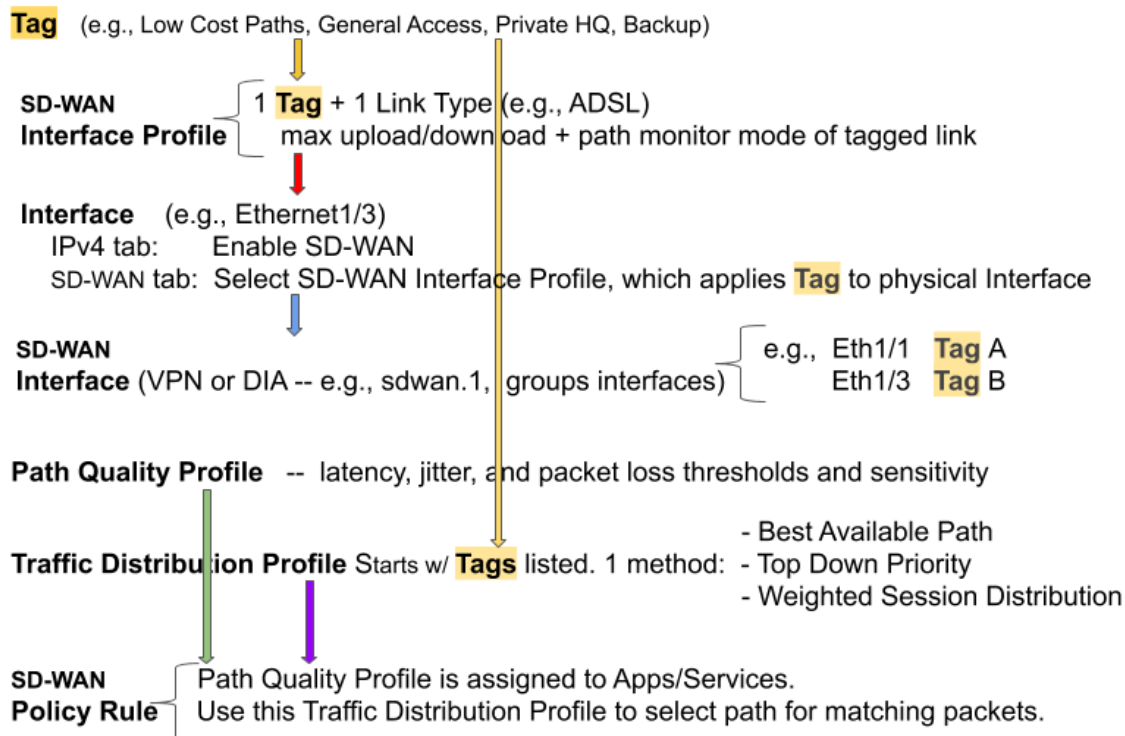 Tag (e.g., Low Cost Paths, General Access, Private HQ, Backup)
SD-WAN 1 Tag + 1 Link Type (e.g., ADSL)
Interface Profile max upload/download + path monitor mode of tagged link
Interface (e.g., Ethernet1/3)
IPv4 tab: Enable SD-WAN
SD-WAN tab: Select SD-WAN Interface Profile, which applies Tag to physical Interface
SD-WAN e.g., Eth1/1 Tag A
Interface (VPN or DIA -- e.g., sdwan.1, groups interfaces) Eth1/3 Tag B
Path Quality Profile -- latency, jitter, and packet loss thresholds and sensitivity
- Best Available Path
Traffic Distribution Profile Starts w/ Tags listed. 1 method: - Top Down Priority
- Weighted Session Distribution
SD-WAN Path Quality Profile is assigned to Apps/Services.
Policy Rule Use this Traffic Distribution Profile to select path for matching packets.